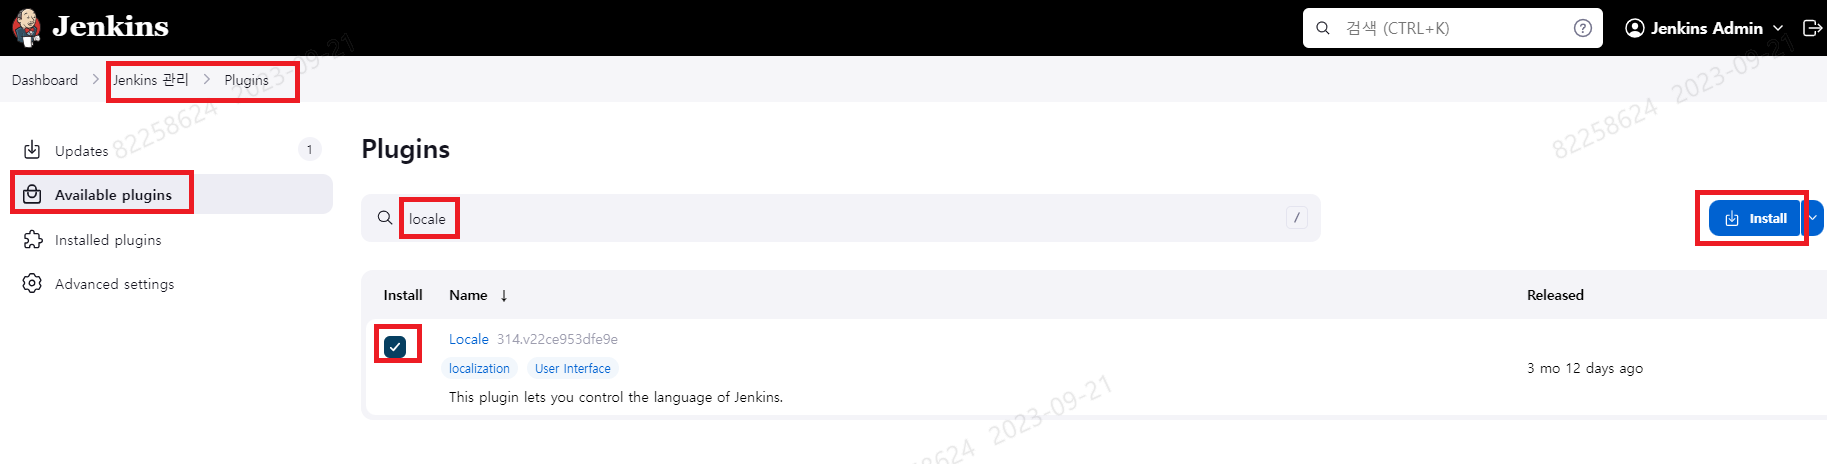 Jenkins
검색 (CTRL+K)
Jenkins Admin
Dashboard > Jenkins 관리 > Plugins
Updates 1
Available plugins
Installed plugins
Advanced settings
Plugins
locale /
Install
Install Name ↓ Released
Locale 314.v22ce953dfe9e
localization User Interface
3 mo 12 days ago
This plugin lets you control the language of Jenkins.
82258624 2023-09-21
82258624 2023-09-21
82258624 2023-09-21